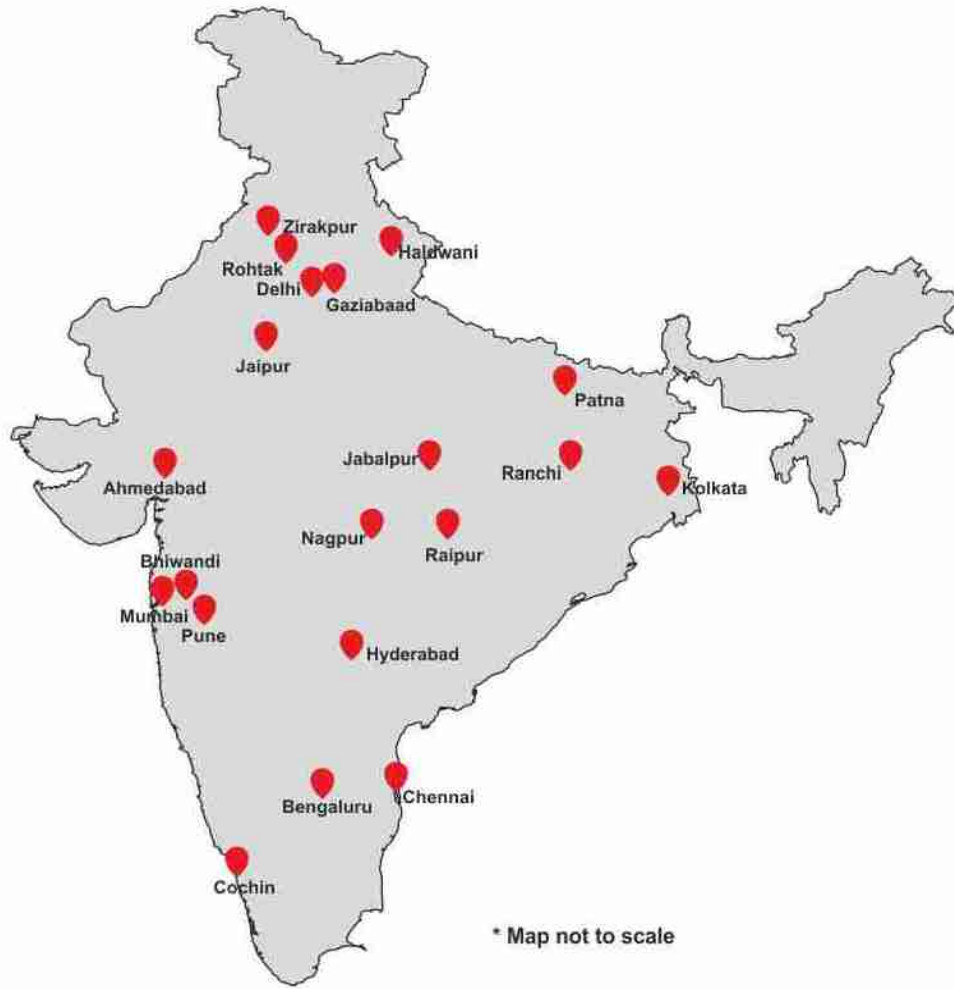 Zirakpur
Haldwani
Rohtak
Delhi
Gaziabaad
Jaipur
Patna
Jabalpur
Ranchi
Ahmedabad
Kolkata
Nagpur
Raipur
Bhiwandi
Mumbai
Pune
Hyderabad
Bengaluru
Chennai
Cochin
* Map not to scale